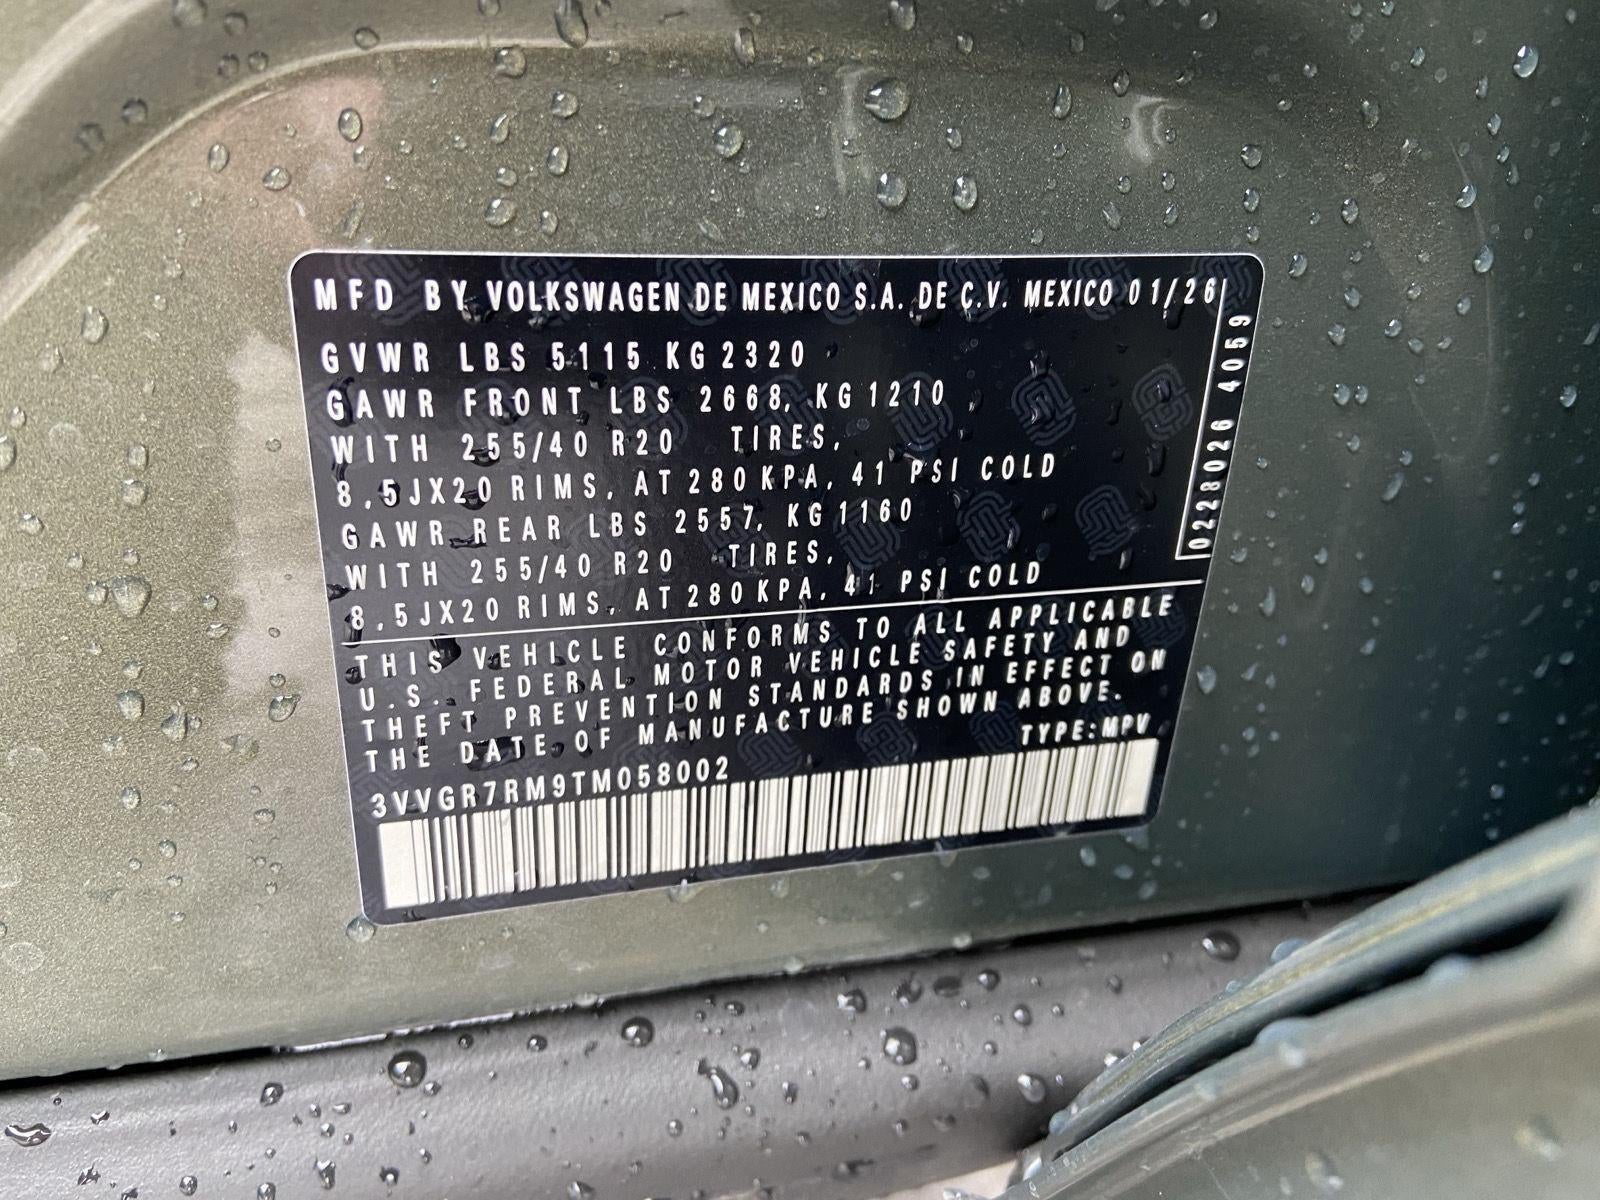 MFD BY VOLKSWAGEN DE MEXICO S.A. DE C.V. MEXICO 01/26
GVWR LBS 5115 KG 2320
GAWR FRONT LBS 2668, KG 1210
WITH 255/40 R20 TIRES,
8,5JX20 RIMS, AT 280 KPA, 41 PSI COLD
GAWR REAR LBS 2557, KG 1160
WITH 255/40 R20 TIRES,
8,5JX20 RIMS, AT 280 KPA, 41 PSI COLD
0228026 4059
THIS VEHICLE CONFORMS TO ALL APPLICABLE
U.S. FEDERAL MOTOR VEHICLE SAFETY AND
THEFT PREVENTION STANDARDS IN EFFECT ON
THE DATE OF MANUFACTURE SHOWN ABOVE.
TYPE:MPV
3VVGR7RM9TM058002